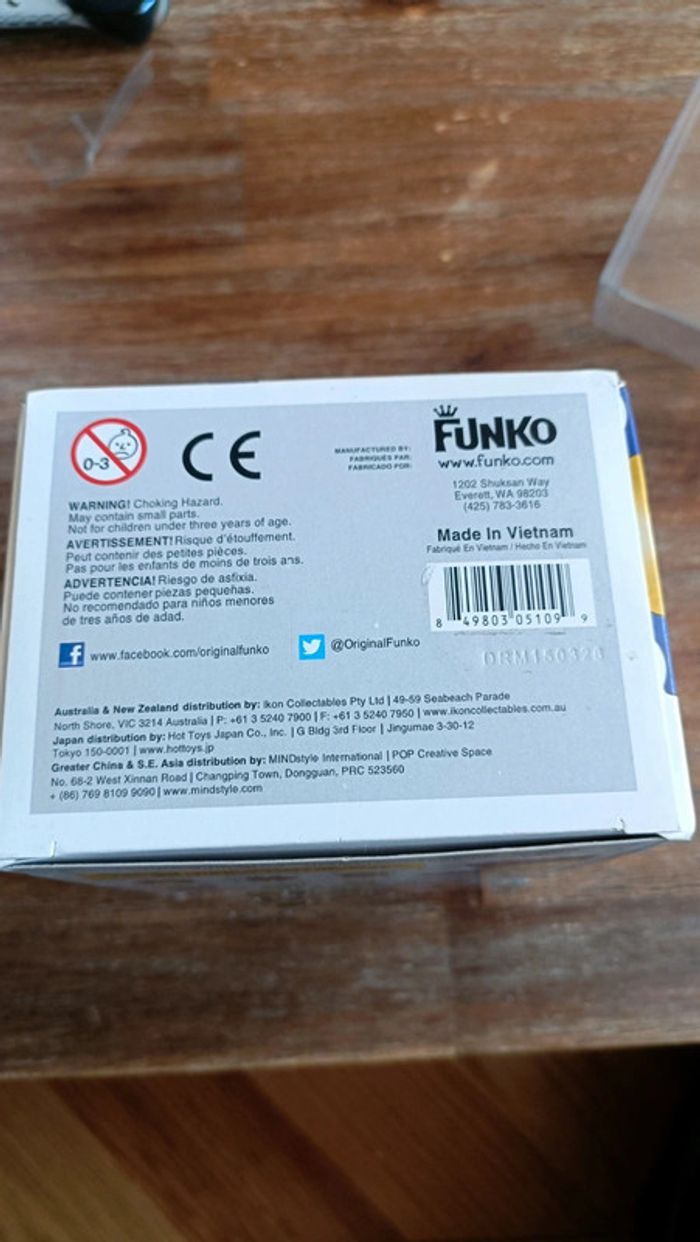 0-3
CE
MANUFACTURED BY:
FABRIQUÉS PAR:
FABRICADO POR:
FUNKO
www.funko.com
1202 Shuksan Way
Everett, WA 98203
(425) 783-3616
Made In Vietnam
Fabriqué En Vietnam / Hecho En Vietnam
8 49803 05109 9
DRM150328
WARNING! Choking Hazard.
May contain small parts.
Not for children under three years of age.
AVERTISSEMENT! Risque d'étouffement.
Peut contenir des petites pièces.
Pas pour les enfants de moins de trois ans.
ADVERTENCIA! Riesgo de asfixia.
Puede contener piezas pequeñas.
No recomendado para niños menores
de tres años de adad.
f www.facebook.com/originalfunko
@OriginalFunko
Australia & New Zealand distribution by: Ikon Collectables Pty Ltd | 49-59 Seabeach Parade
North Shore, VIC 3214 Australia | P: +61 3 5240 7900 | F: +61 3 5240 7950 | www.ikoncollectables.com.au
Japan distribution by: Hot Toys Japan Co., Inc. | G Bldg 3rd Floor | Jingumae 3-30-12
Tokyo 150-0001 | www.hottoys.jp
Greater China & S.E. Asia distribution by: MINDstyle International | POP Creative Space
No. 68-2 West Xinnan Road | Changping Town, Dongguan, PRC 523560
+ (86) 769 8109 9090 | www.mindstyle.com